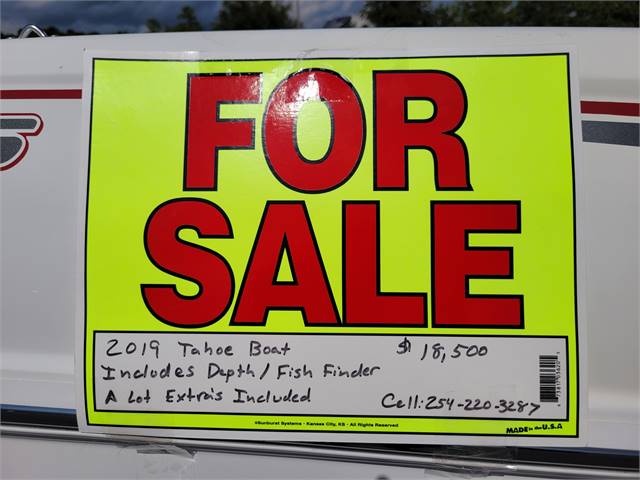 FOR
SALE
2019 Tahoe Boat $ 18,500
Includes Depth/Fish Finder
A Lot Extra's Included Cell: 254-220-3287
©Sunburst Systems • Kansas City, KS • All Rights Reserved
MADE in the U.S.A